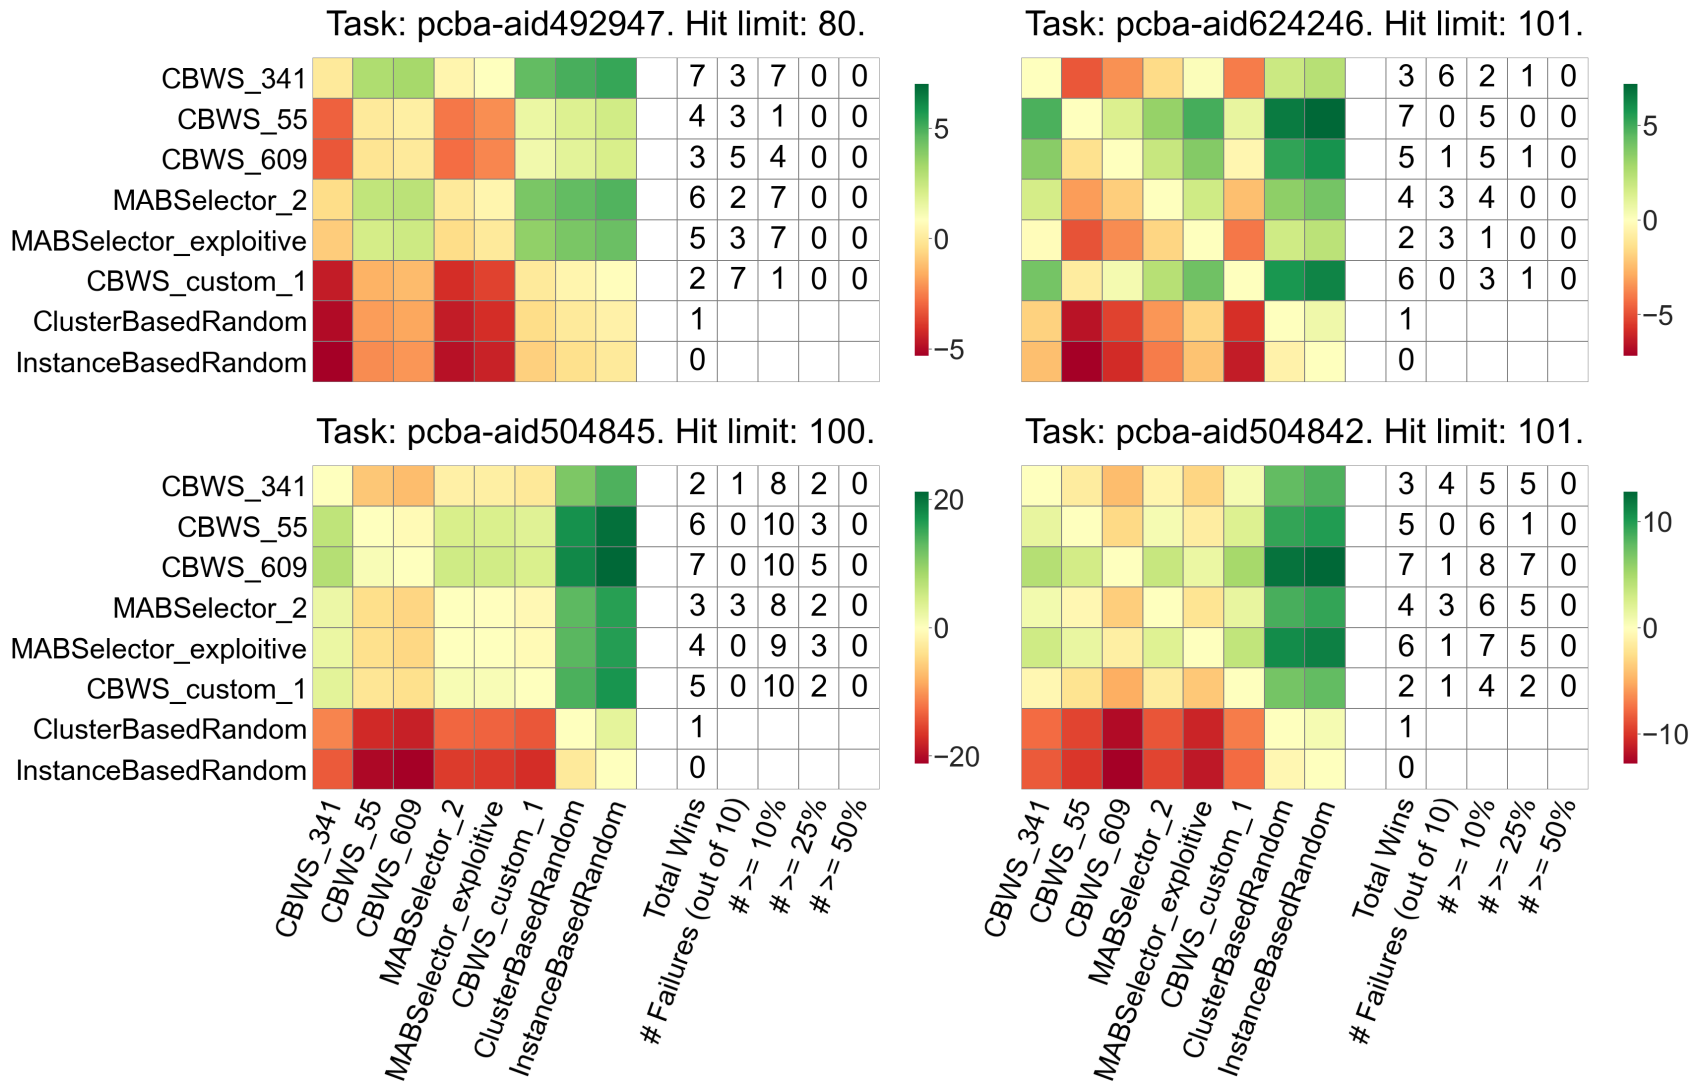 Task: pcba-aid492947. Hit limit: 80.
CBWS_341 7 3 7 0 0
CBWS_55 4 3 1 0 0
CBWS_609 3 5 4 0 0
MABSelector_2 6 2 7 0 0
MABSelector_exploitive 5 3 7 0 0
CBWS_custom_1 2 7 1 0 0
ClusterBasedRandom 1
InstanceBasedRandom 0
5
0
−5
Task: pcba-aid624246. Hit limit: 101.
3 6 2 1 0
7 0 5 0 0
5 1 5 1 0
4 3 4 0 0
2 3 1 0 0
6 0 3 1 0
1
0
5
0
−5
Task: pcba-aid504845. Hit limit: 100.
CBWS_341 2 1 8 2 0
CBWS_55 6 0 10 3 0
CBWS_609 7 0 10 5 0
MABSelector_2 3 3 8 2 0
MABSelector_exploitive 4 0 9 3 0
CBWS_custom_1 5 0 10 2 0
ClusterBasedRandom 1
InstanceBasedRandom 0
20
10
0
−10
−20
CBWS_341
CBWS_55
CBWS_609
MABSelector_2
MABSelector_exploitive
CBWS_custom_1
ClusterBasedRandom
InstanceBasedRandom
Total Wins
# Failures (out of 10)
# >= 10%
# >= 25%
# >= 50%
Task: pcba-aid504842. Hit limit: 101.
3 4 5 5 0
5 0 6 1 0
7 1 8 7 0
4 3 6 5 0
6 1 7 5 0
2 1 4 2 0
1
0
10
0
−10
CBWS_341
CBWS_55
CBWS_609
MABSelector_2
MABSelector_exploitive
CBWS_custom_1
ClusterBasedRandom
InstanceBasedRandom
Total Wins
# Failures (out of 10)
# >= 10%
# >= 25%
# >= 50%